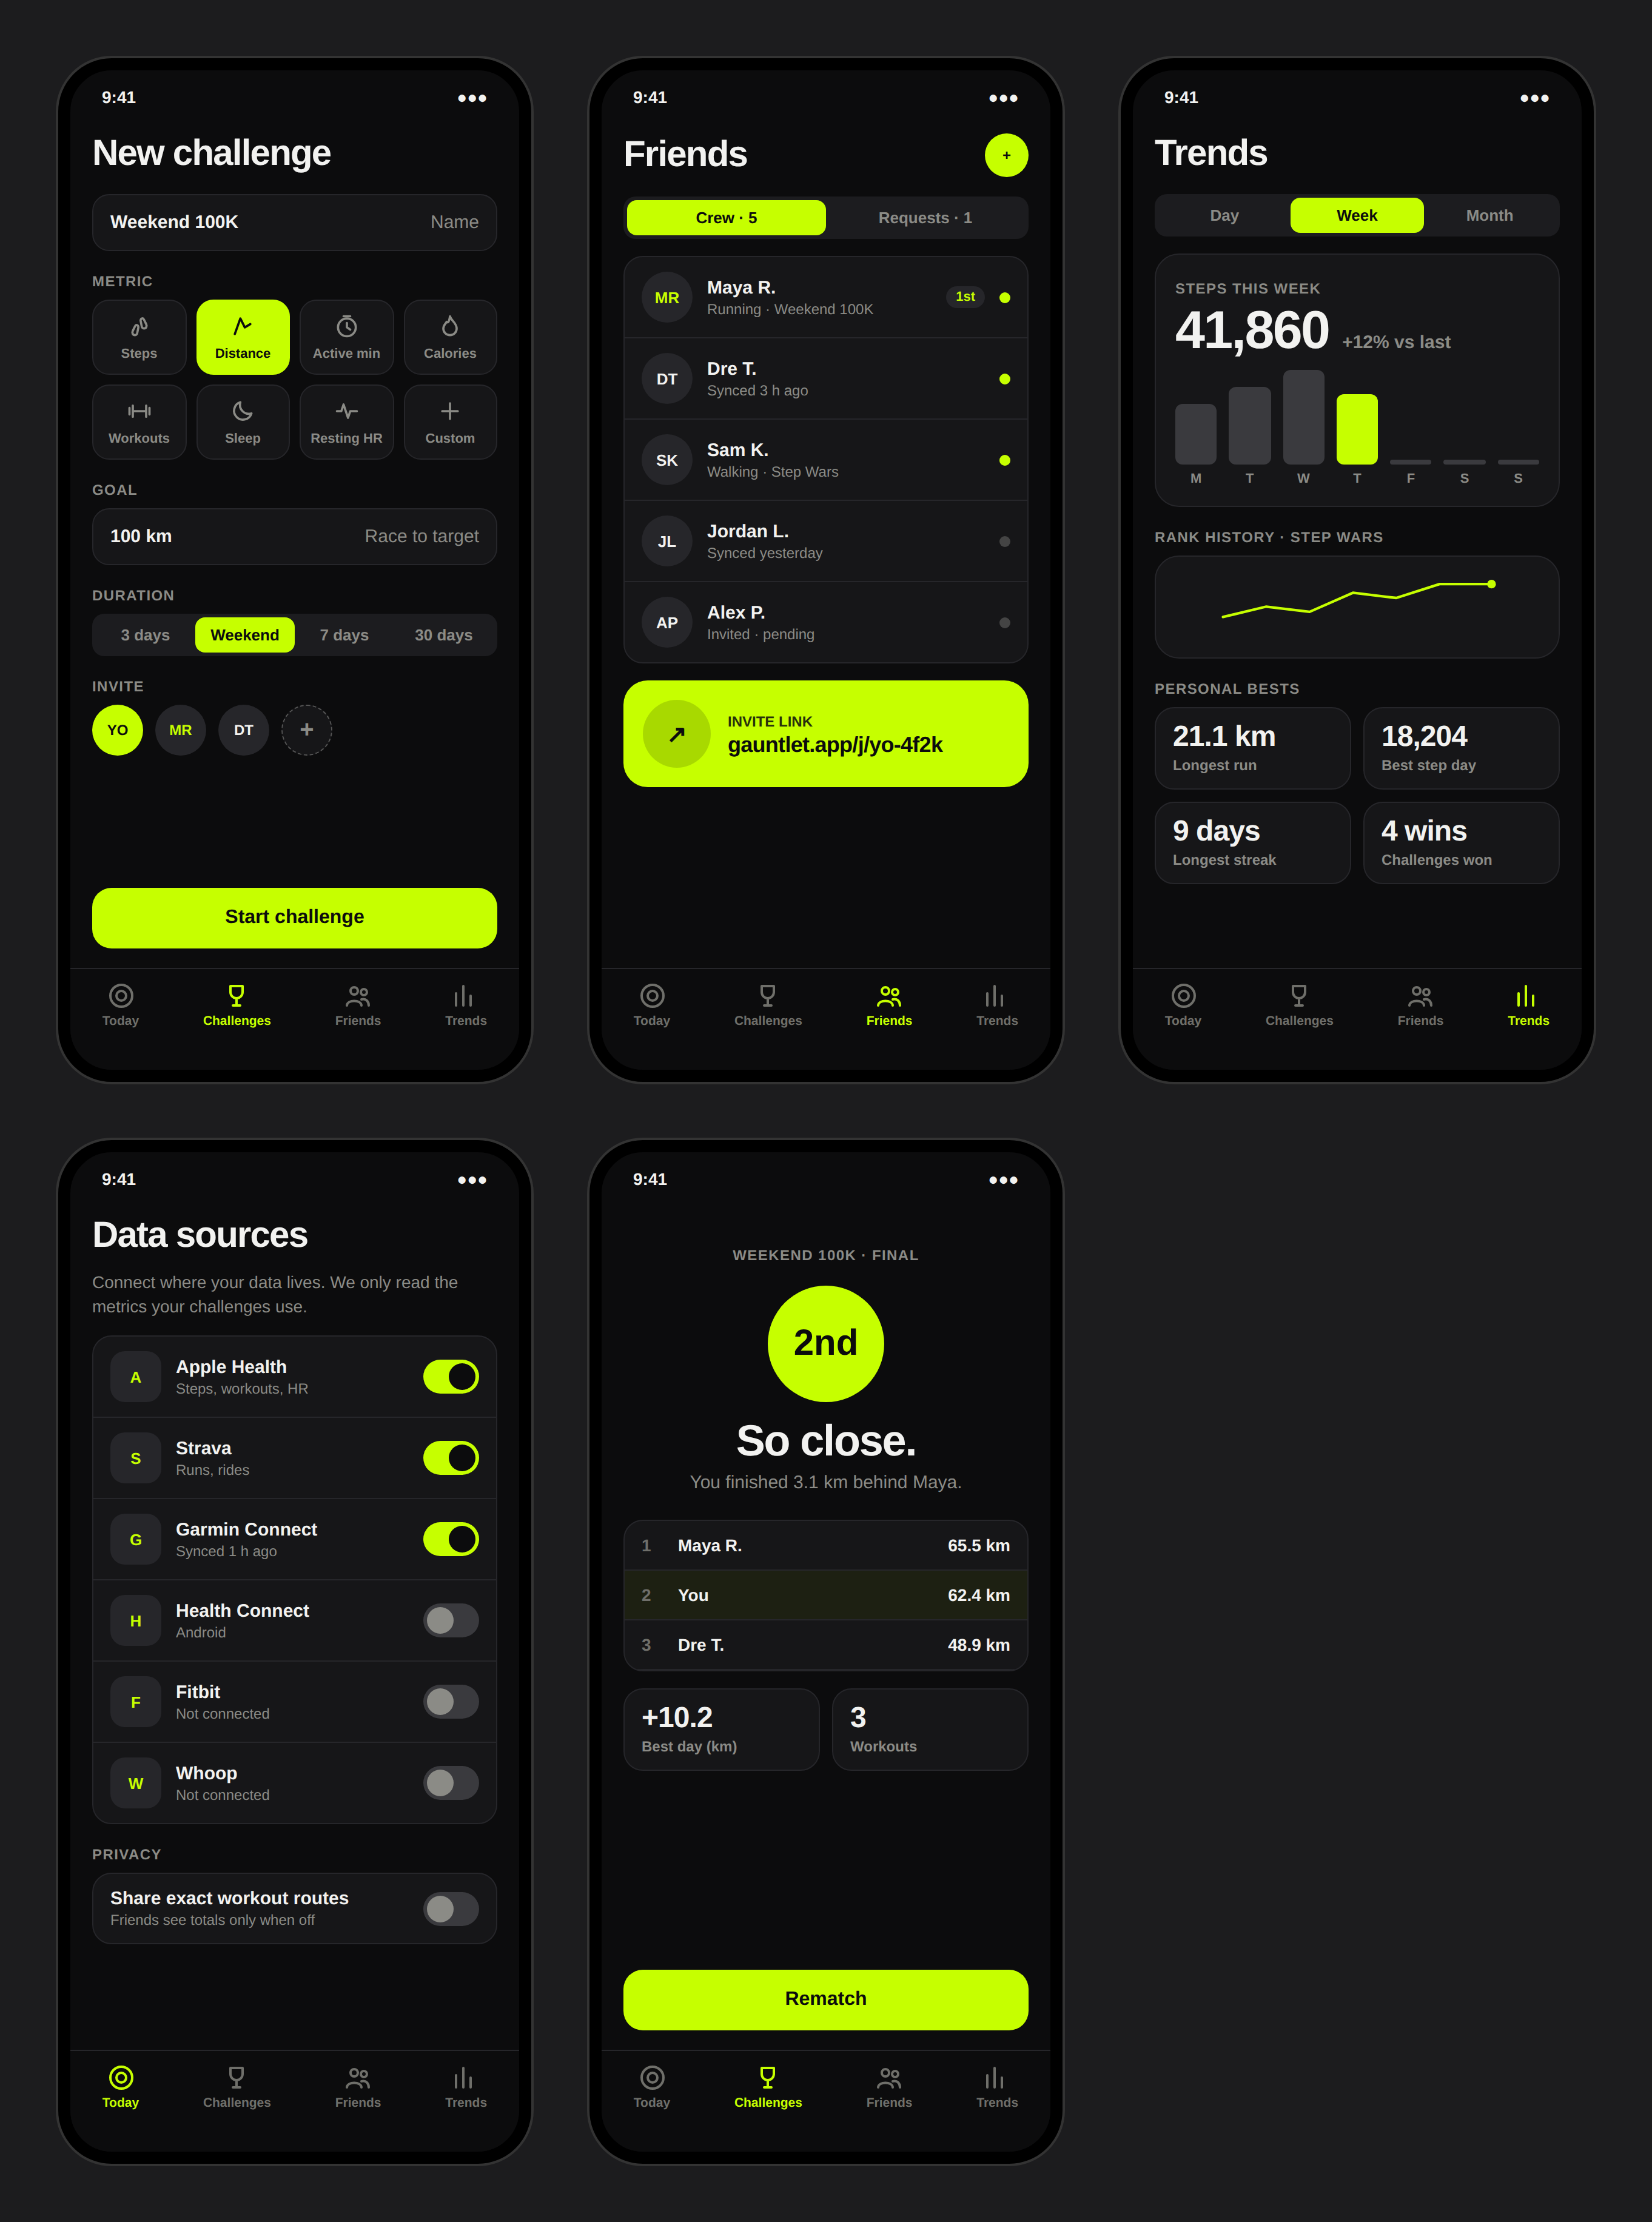 9:41
New challenge
Weekend 100K Name
METRIC
Steps Distance Active min Calories
Workouts Sleep Resting HR Custom
GOAL
100 km Race to target
DURATION
3 days Weekend 7 days 30 days
INVITE
YO MR DT +
Start challenge
Today Challenges Friends Trends
9:41
Friends +
Crew · 5 Requests · 1
MR Maya R. 1st
Running · Weekend 100K
DT Dre T.
Synced 3 h ago
SK Sam K.
Walking · Step Wars
JL Jordan L.
Synced yesterday
AP Alex P.
Invited · pending
↗ INVITE LINK
gauntlet.app/j/yo-4f2k
Today Challenges Friends Trends
9:41
Trends
Day Week Month
STEPS THIS WEEK
41,860 +12% vs last
M T W T F S S
RANK HISTORY · STEP WARS
PERSONAL BESTS
21.1 km
Longest run
18,204
Best step day
9 days
Longest streak
4 wins
Challenges won
Today Challenges Friends Trends
9:41
Data sources
Connect where your data lives. We only read the
metrics your challenges use.
A Apple Health
Steps, workouts, HR
S Strava
Runs, rides
G Garmin Connect
Synced 1 h ago
H Health Connect
Android
F Fitbit
Not connected
W Whoop
Not connected
PRIVACY
Share exact workout routes
Friends see totals only when off
Today Challenges Friends Trends
9:41
WEEKEND 100K · FINAL
2nd
So close.
You finished 3.1 km behind Maya.
1 Maya R. 65.5 km
2 You 62.4 km
3 Dre T. 48.9 km
+10.2
Best day (km)
3
Workouts
Rematch
Today Challenges Friends Trends